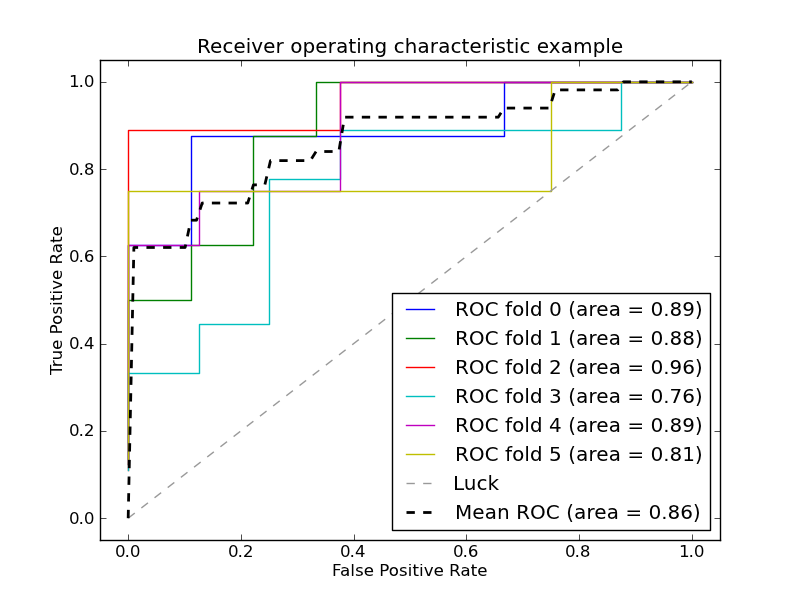 Receiver operating characteristic example
1.0
0.8
0.6
0.4
0.2
0.0
True Positive Rate
ROC fold 0 (area = 0.89)
ROC fold 1 (area = 0.88)
ROC fold 2 (area = 0.96)
ROC fold 3 (area = 0.76)
ROC fold 4 (area = 0.89)
ROC fold 5 (area = 0.81)
Luck
Mean ROC (area = 0.86)
0.0 0.2 0.4 0.6 0.8 1.0
False Positive Rate